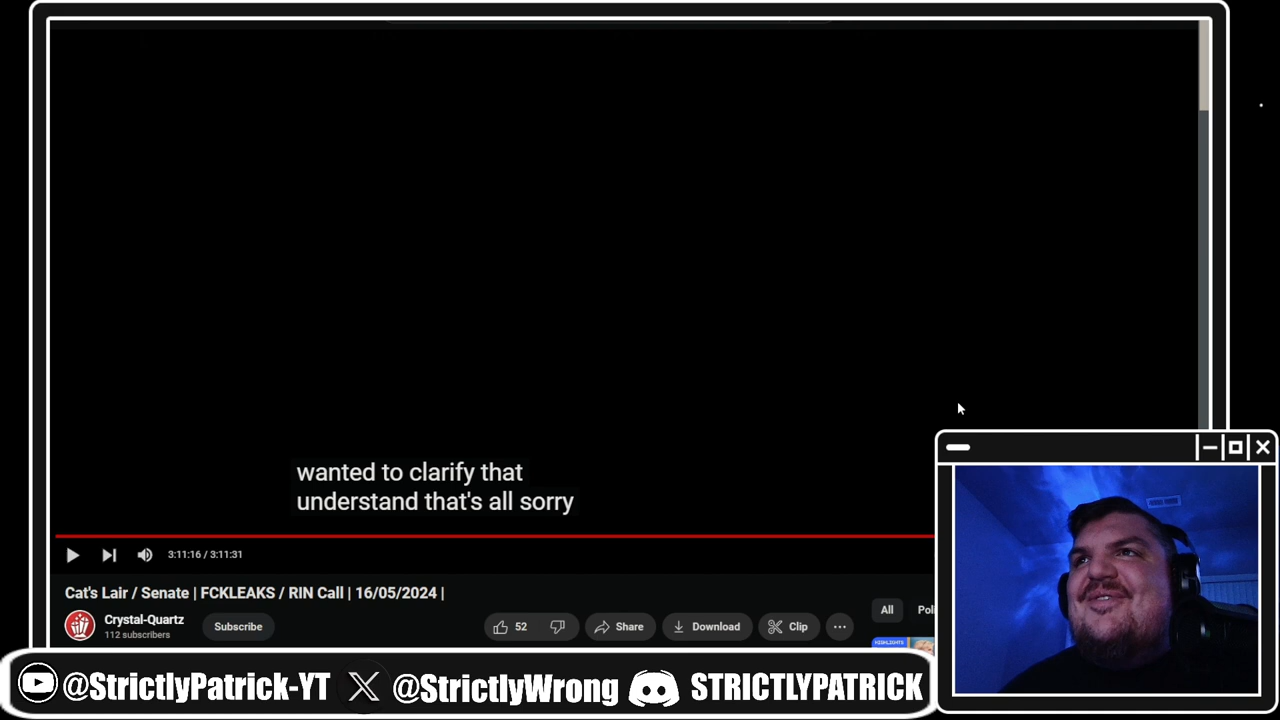 wanted to clarify that
understand that's all sorry
3:11:16 / 3:11:31
Cat's Lair / Senate | FCKLEAKS / RIN Call | 16/05/2024 |
Crystal-Quartz
112 subscribers
Subscribe
52
Share
Download
Clip
All
HIGHLIGHTS
@StrictlyPatrick-YT
@StrictlyWrong
STRICTLYPATRICK